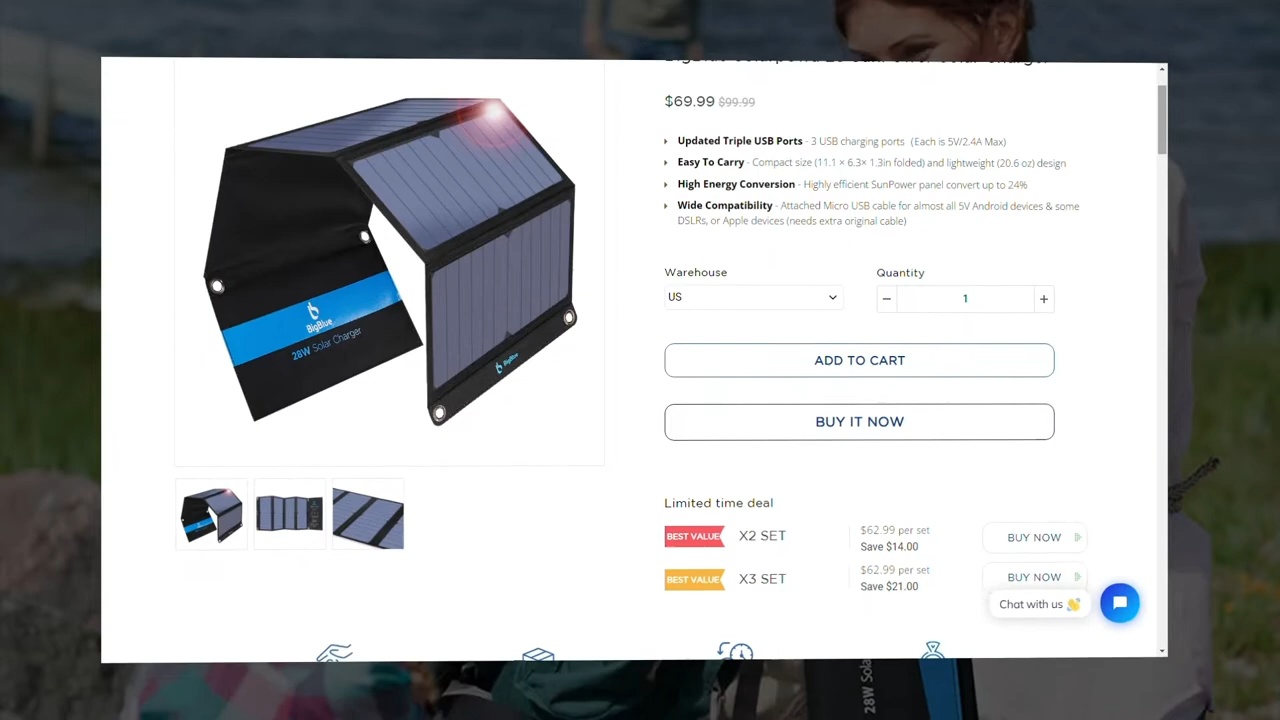 $69.99 $99.99
Updated Triple USB Ports - 3 USB charging ports (Each is 5V/2.4A Max)
Easy To Carry - Compact size (11.1 × 6.3× 1.3in folded) and lightweight (20.6 oz) design
High Energy Conversion - Highly efficient SunPower panel convert up to 24%
Wide Compatibility - Attached Micro USB cable for almost all 5V Android devices & some
DSLRs, or Apple devices (needs extra original cable)
Warehouse
Quantity
US
1
BigBlue
28W Solar Charger
BigBlue
ADD TO CART
BUY IT NOW
Limited time deal
BEST VALUE X2 SET $62.99 per set
Save $14.00
BUY NOW
BEST VALUE X3 SET $62.99 per set
Save $21.00
BUY NOW
Chat with us 👋
28W Sola